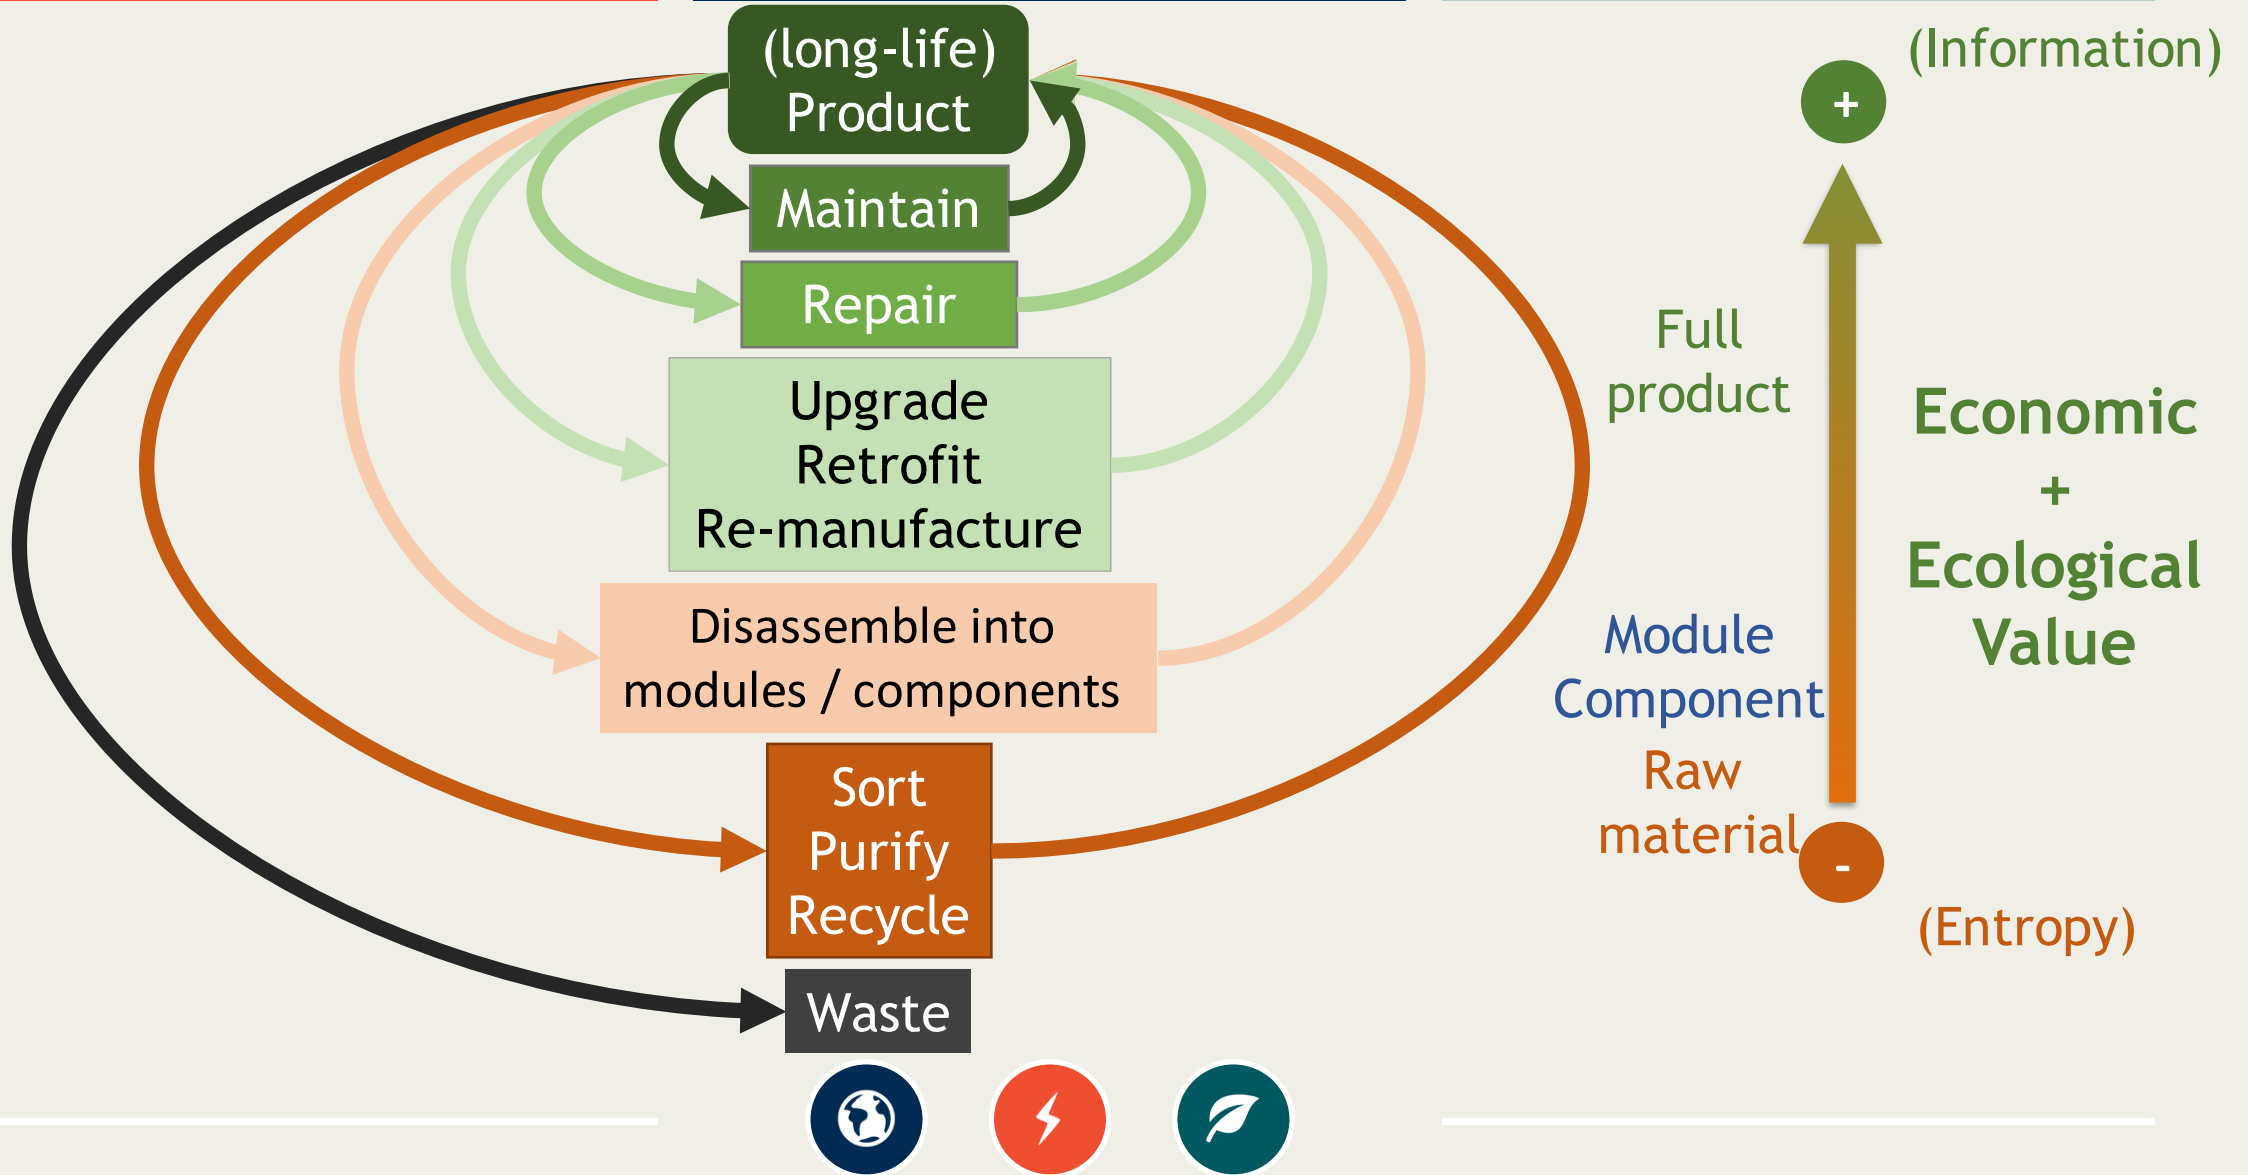 (long-life)
Product
Maintain
Repair
Upgrade
Retrofit
Re-manufacture
Disassemble into
modules / components
Sort
Purify
Recycle
Waste
(Information)
+
Full
product
Economic
+
Ecological
Value
Module
Component
Raw
material
-
(Entropy)